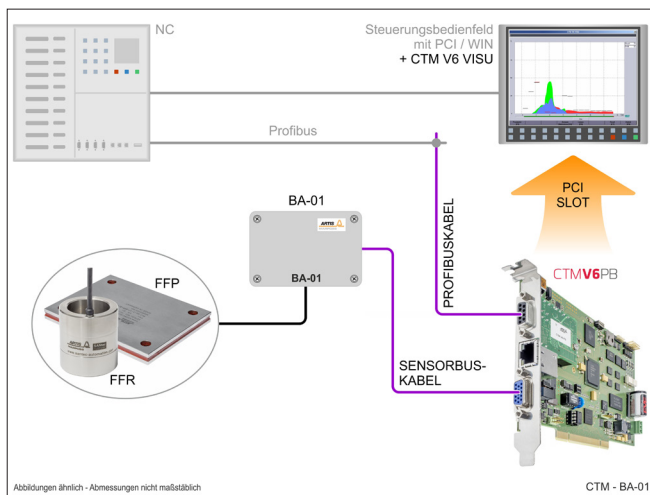 NC
Steuerungsbedienfeld
mit PCI / WIN
+ CTM V6 VISU
Profibus
PCI
SLOT
BA-01
ARTIS
BA-01
PROFIBUSKABEL
CTMV6PB
FFP
FFR
SENSORBUS-
KABEL
Abbildungen ähnlich - Abmessungen nicht maßstäblich
CTM - BA-01